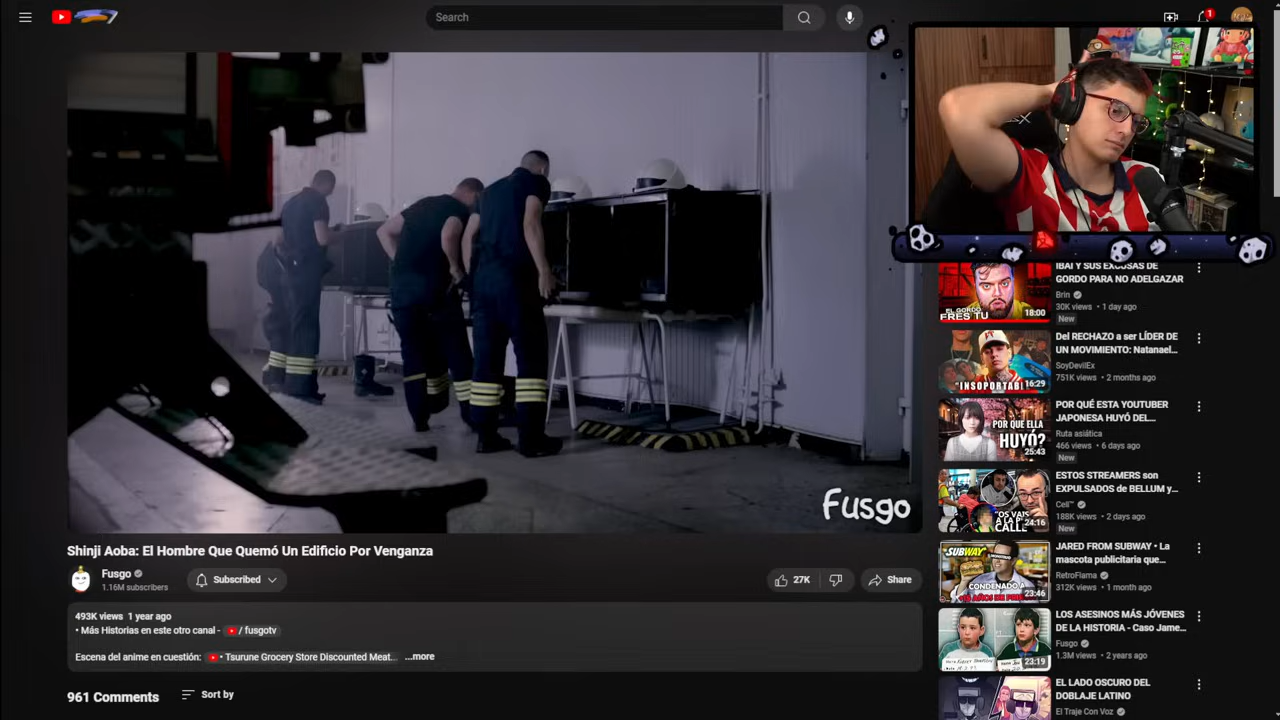 Search
1
Fusgo
Shinji Aoba: El Hombre Que Quemó Un Edificio Por Venganza
Fusgo
1.16M subscribers
Subscribed
27K
Share
493K views 1 year ago
• Más Historias en este otro canal - / fusgotv
Escena del anime en cuestión: • Tsurune Grocery Store Discounted Meat... ...more
961 Comments
Sort by
IBAI Y SUS EXCUSAS DE
GORDO PARA NO ADELGAZAR
Brin
30K views • 1 day ago
New
18:00
Del RECHAZO a ser LÍDER DE
UN MOVIMIENTO: Natanael...
SoyDevilEx
751K views • 2 months ago
16:29
POR QUÉ ESTA YOUTUBER
JAPONESA HUYÓ DEL...
Ruta asiática
466 views • 6 days ago
New
POR QUE ELLA
HUYÓ?
25:43
ESTOS STREAMERS son
EXPULSADOS de BELLUM y...
Cell™
188K views • 2 days ago
New
24:16
JARED FROM SUBWAY • La
mascota publicitaria que...
RetroFlama
312K views • 1 month ago
SUBWAY
23:46
LOS ASESINOS MÁS JÓVENES
DE LA HISTORIA - Caso Jame...
Fusgo
1.3M views • 2 years ago
23:19
EL LADO OSCURO DEL
DOBLAJE LATINO
El Traje Con Voz